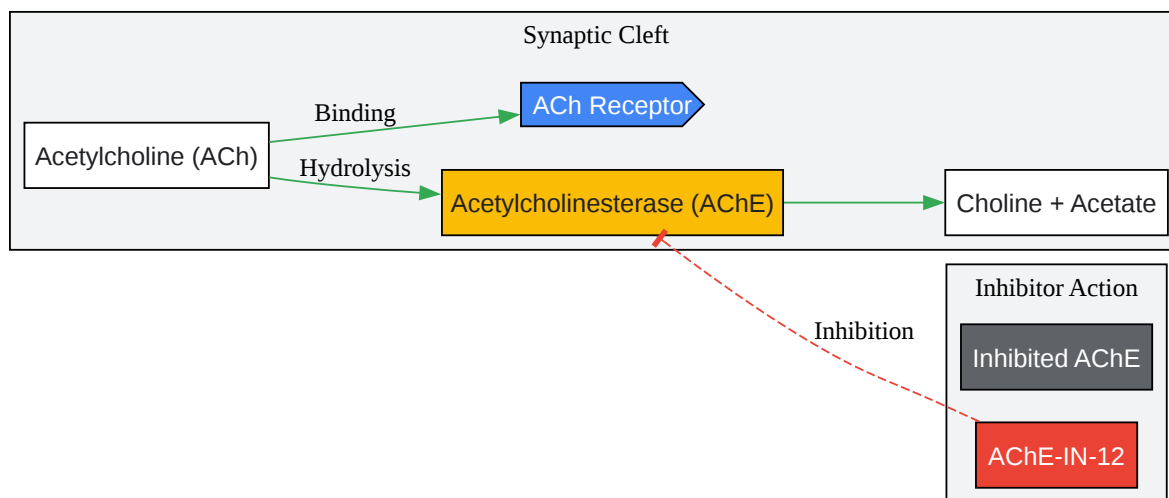 Synaptic Cleft
Binding
ACh Receptor
Acetylcholine (ACh)
Hydrolysis
Acetylcholinesterase (AChE)
Choline + Acetate
Inhibitor Action
Inhibition
Inhibited AChE
AChE-IN-12